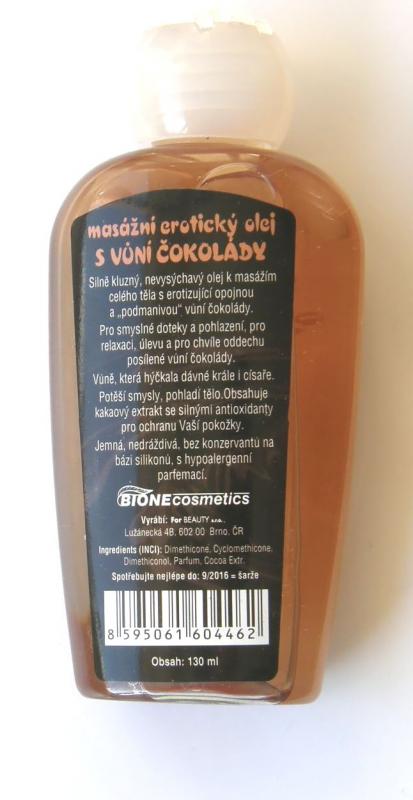 masážní erotický olej
S VŮNÍ ČOKOLÁDY
Silně kluzný, nevysýchavý olej k masážím
celého těla s erotizující opojnou
a „podmanivou“ vůní čokolády.
Pro smyslné doteky a pohlazení, pro
relaxaci, úlevu a pro chvíle oddechu
posílené vůní čokolády.
Vůně, která hýčkala dávné krále i císaře.
Potěší smysly, pohladí tělo.Obsahuje
kakaový extrakt se silnými antioxidanty
pro ochranu Vaší pokožky.
Jemná, nedráždivá, bez konzervantů na
bázi silikonů, s hypoalergenní
parfemací.
BIONEcosmetics
Vyrábí: For BEAUTY s.r.o.,
Lužánecká 4B, 602 00 Brno, ČR
Ingredients (INCI): Dimethicone, Cyclomethicone,
Dimethiconol, Parfum, Cocoa Extr.
Spotřebujte nejlépe do: 9/2016 = šarže
8 595061 604462
Obsah: 130 ml